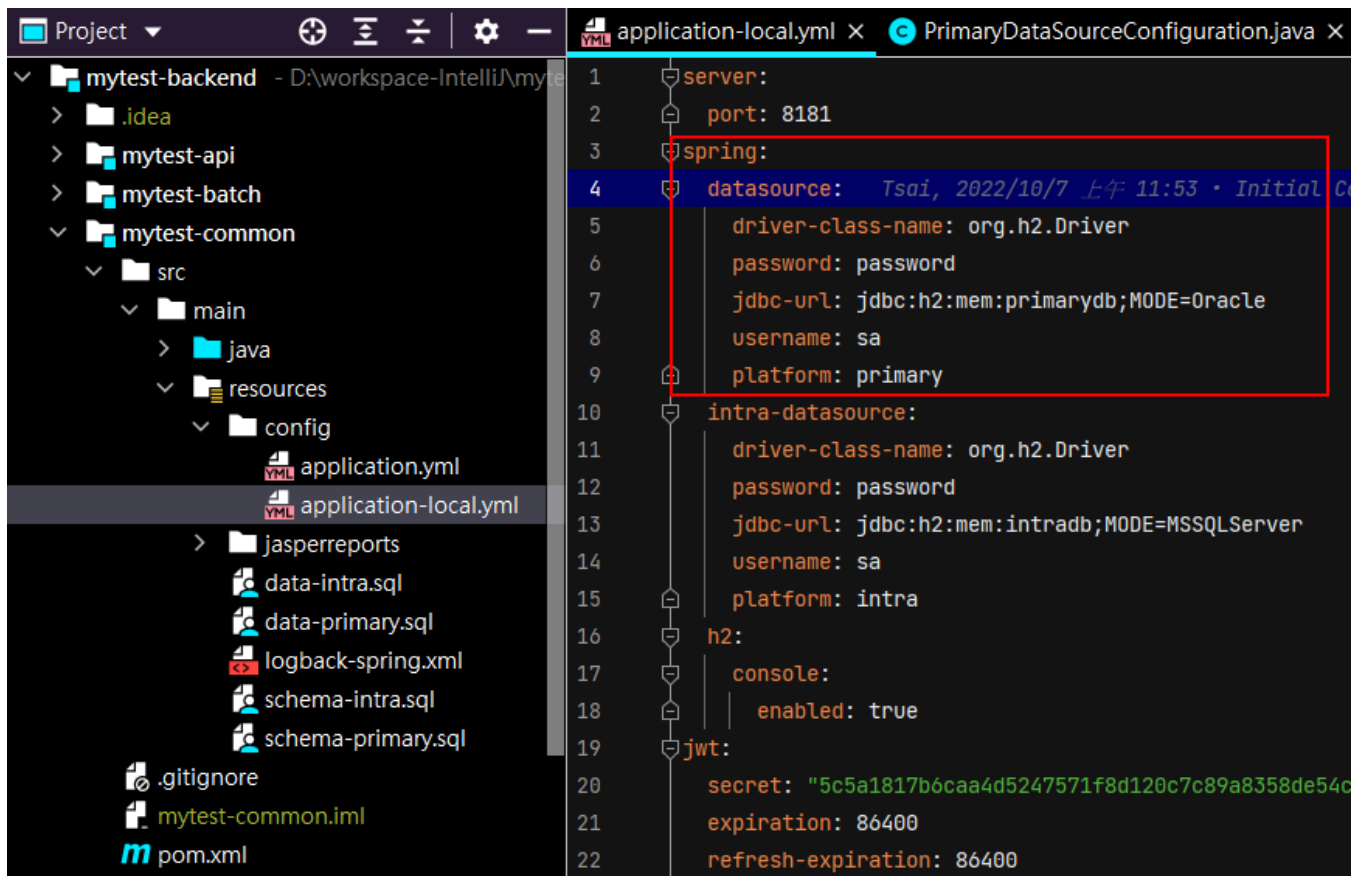 Project
mytest-backend - D:\workspace-IntelliJ\myte
.idea
mytest-api
mytest-batch
mytest-common
src
main
java
resources
config
application.yml
application-local.yml
jasperreports
data-intra.sql
data-primary.sql
logback-spring.xml
schema-intra.sql
schema-primary.sql
.gitignore
mytest-common.iml
pom.xml
application-local.yml PrimaryDataSourceConfiguration.java
1 server:
2 port: 8181
3 spring:
4 datasource: Tsai, 2022/10/7 上午 11:53 • Initial Co
5 driver-class-name: org.h2.Driver
6 password: password
7 jdbc-url: jdbc:h2:mem:primarydb;MODE=Oracle
8 username: sa
9 platform: primary
10 intra-datasource:
11 driver-class-name: org.h2.Driver
12 password: password
13 jdbc-url: jdbc:h2:mem:intradb;MODE=MSSQLServer
14 username: sa
15 platform: intra
16 h2:
17 console:
18 enabled: true
19 jwt:
20 secret: "5c5a1817b6caa4d5247571f8d120c7c89a8358de54c
21 expiration: 86400
22 refresh-expiration: 86400